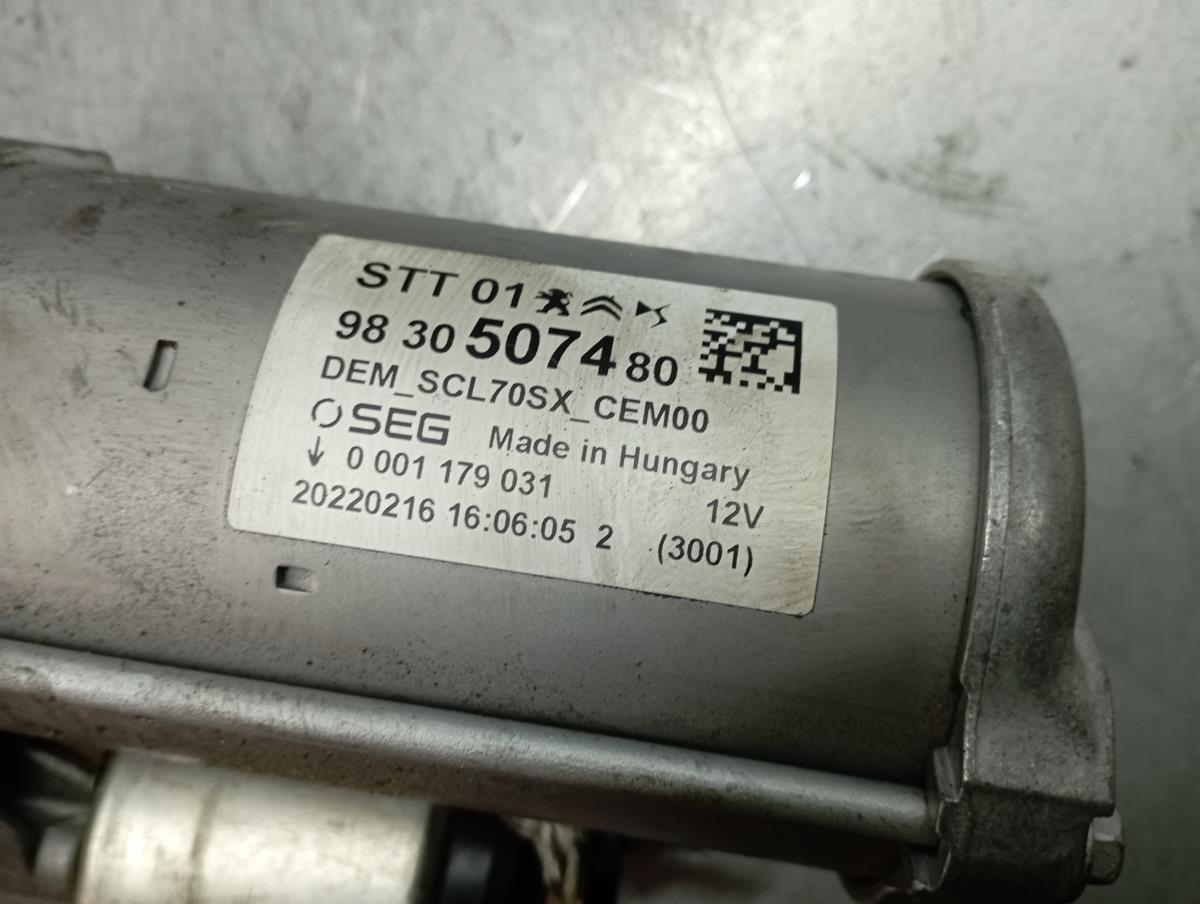 STT 01
98 30 5074 80
DEM_SCL70SX_CEM00
SEG Made in Hungary
0 001 179 031 12V
20220216 16:06:05 2 (3001)